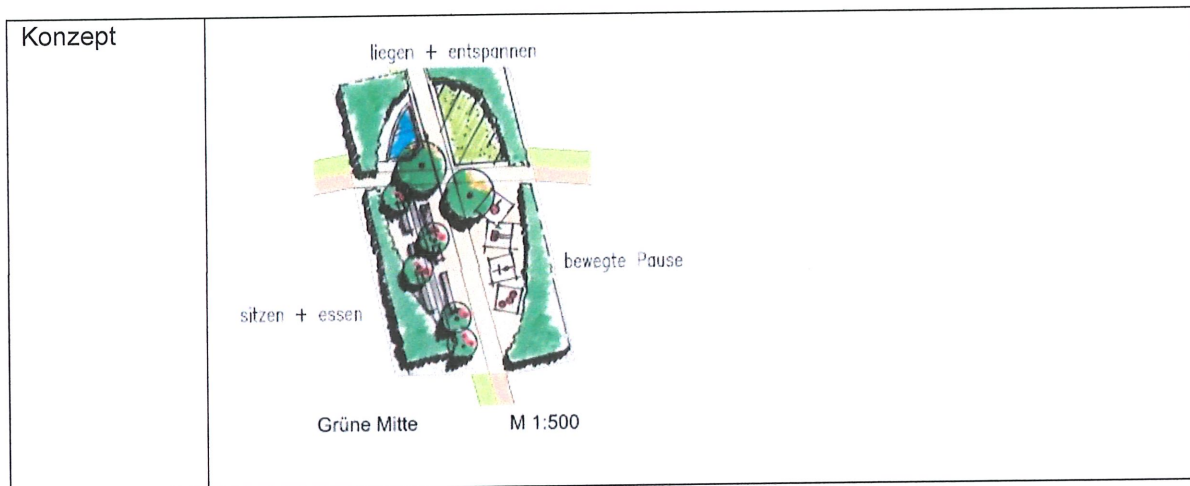 Konzept
liegen + entspannen
bewegte Pause
sitzen + essen
Grüne Mitte M 1:500